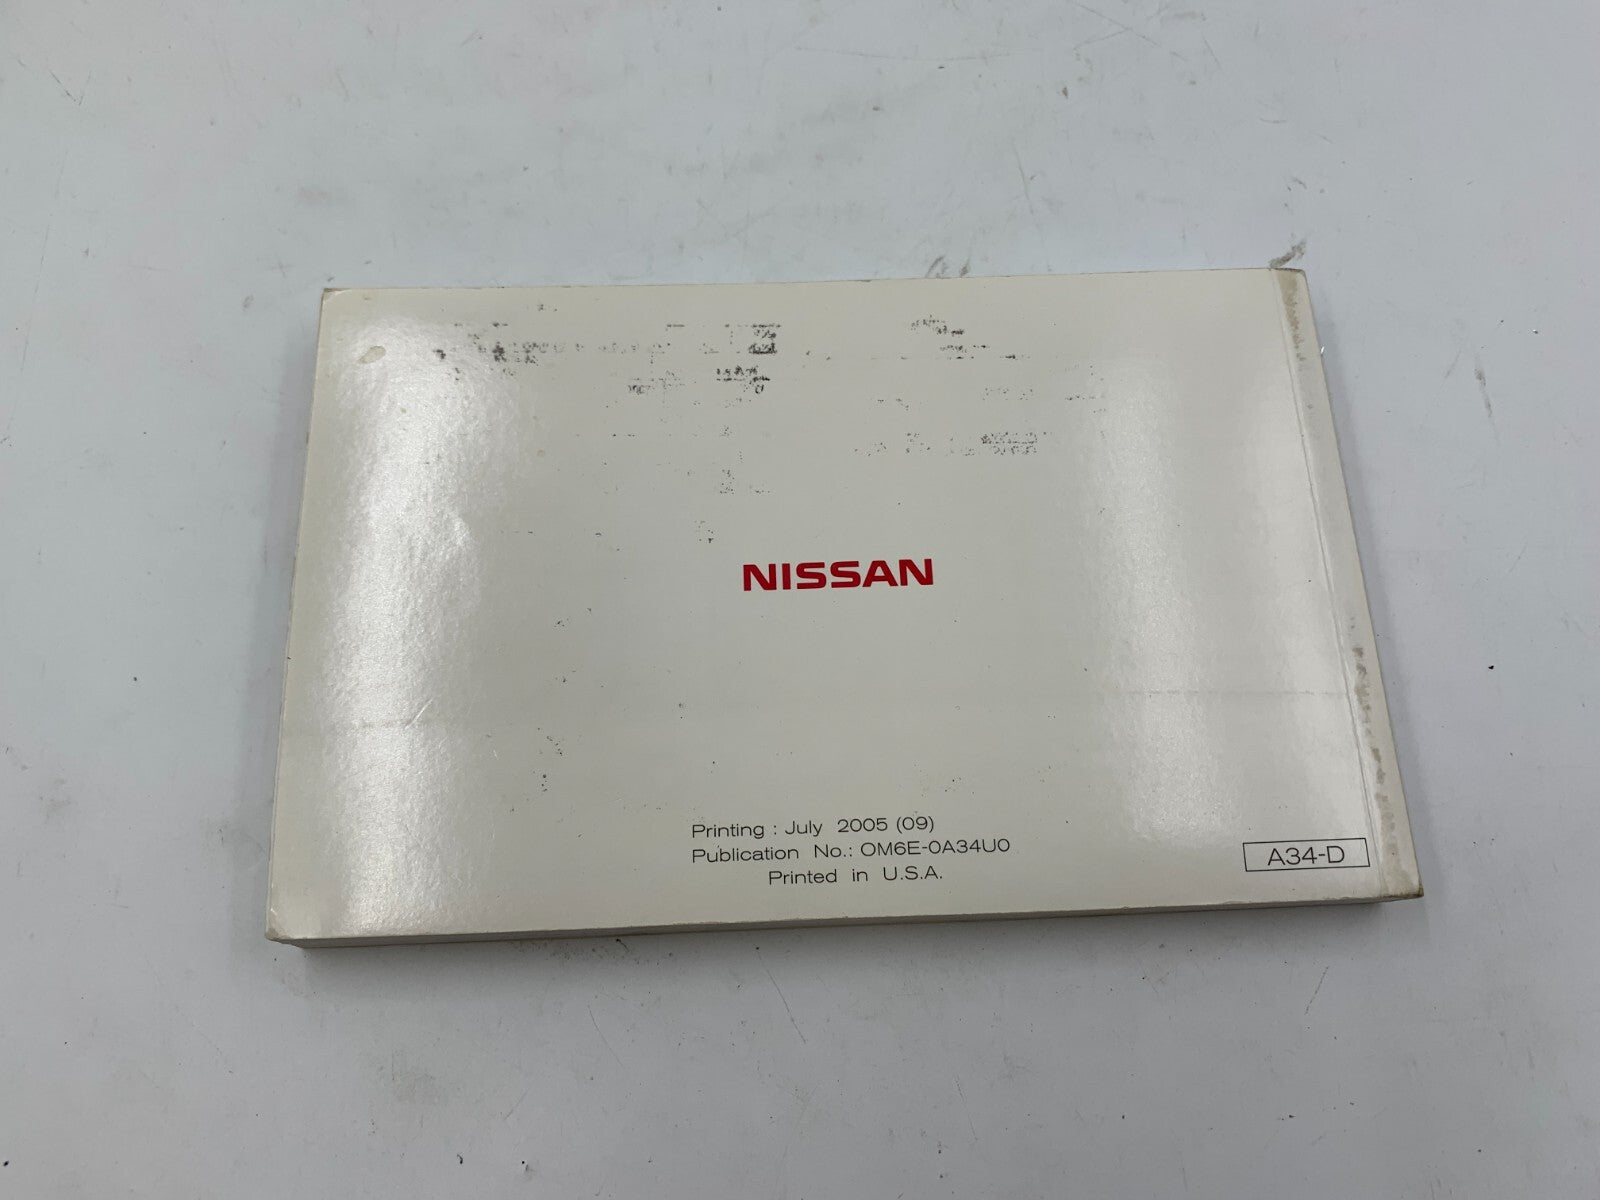 NISSAN
Printing : July 2005 (09)
Publication No.: OM6E-0A34U0
Printed in U.S.A.
A34-D